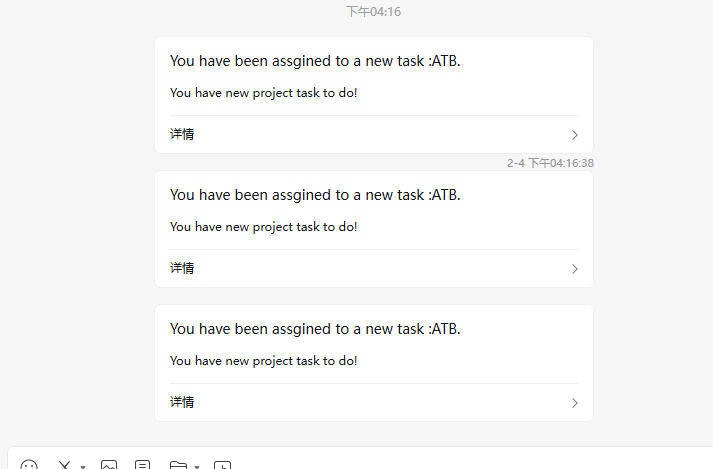 下午04:16
You have been assgined to a new task :ATB.
You have new project task to do!
详情
2-4 下午04:16:38
You have been assgined to a new task :ATB.
You have new project task to do!
详情
You have been assgined to a new task :ATB.
You have new project task to do!
详情